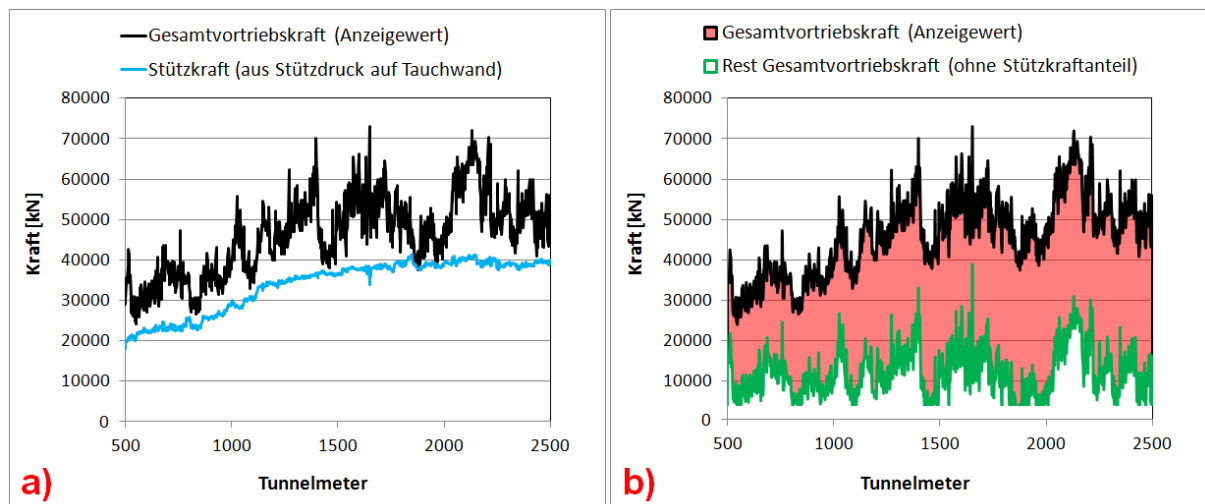 Gesamtvortriebskraft (Anzeigewert)
Stützkraft (aus Stützdruck auf Tauchwand)
80000
70000
60000
50000
40000
30000
20000
10000
0
Kraft [kN]
500 1000 1500 2000 2500
Tunnelmeter
a)
Gesamtvortriebskraft (Anzeigewert)
Rest Gesamtvortriebskraft (ohne Stützkraftanteil)
80000
70000
60000
50000
40000
30000
20000
10000
0
Kraft [kN]
500 1000 1500 2000 2500
Tunnelmeter
b)